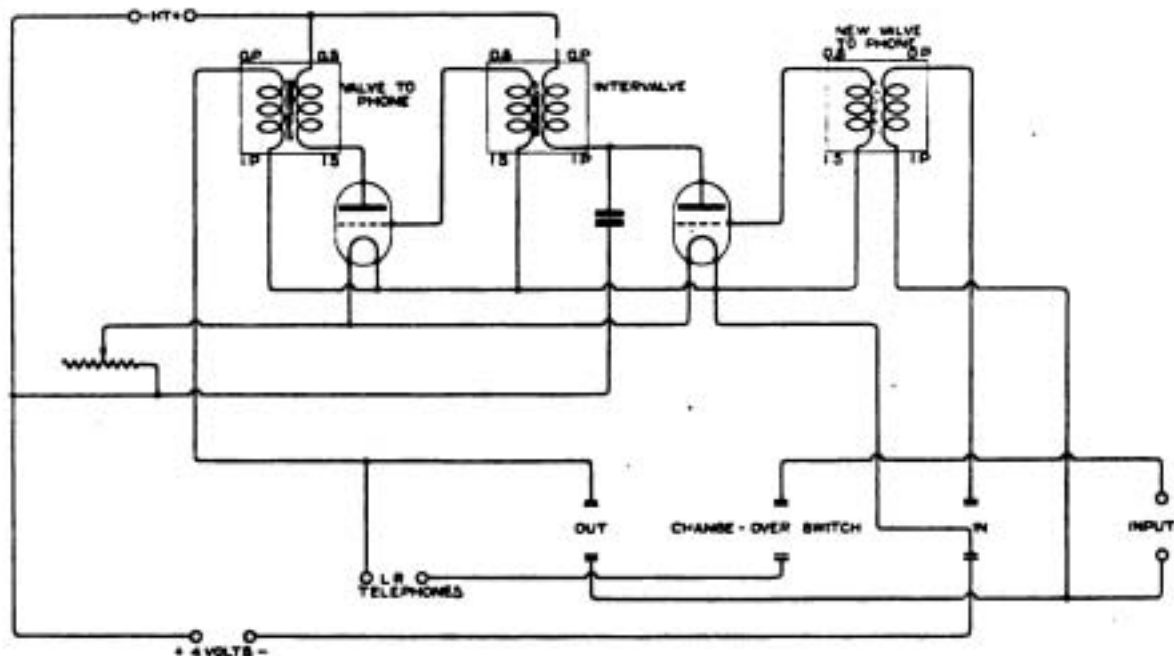 - HT +
NEW VALVE
TO PHONE
O.P O.S
O.S O.P
O.S O.P
VALVE TO
PHONE
INTERVALVE
I.P I.S
I.S I.P
I.S I.P
OUT
CHANGE-OVER SWITCH
IN
INPUT
L.R
TELEPHONES
+ 4 VOLTS -